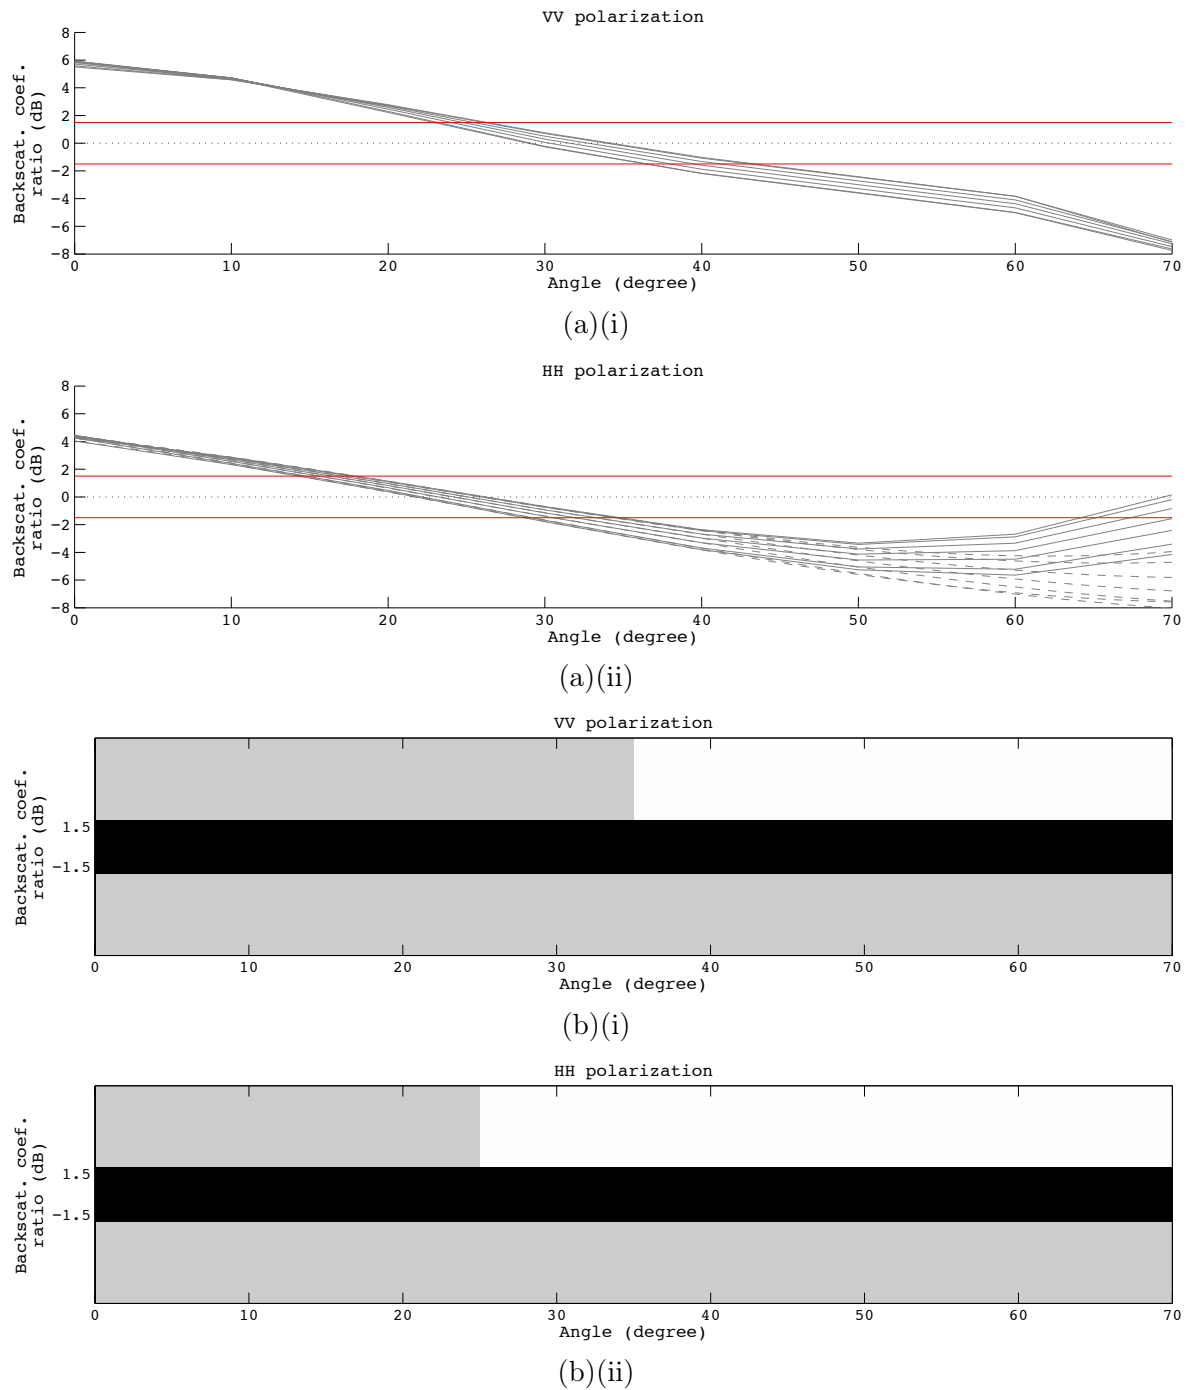 VV polarization
8
6
4
2
0
−2
−4
−6
−8
Backscat. coef.
ratio (dB)
0 10 20 30 40 50 60 70
Angle (degree)
(a)(i)
HH polarization
8
6
4
2
0
−2
−4
−6
−8
Backscat. coef.
ratio (dB)
0 10 20 30 40 50 60 70
Angle (degree)
(a)(ii)
VV polarization
1.5
−1.5
Backscat. coef.
ratio (dB)
0 10 20 30 40 50 60 70
Angle (degree)
(b)(i)
HH polarization
1.5
−1.5
Backscat. coef.
ratio (dB)
0 10 20 30 40 50 60 70
Angle (degree)
(b)(ii)